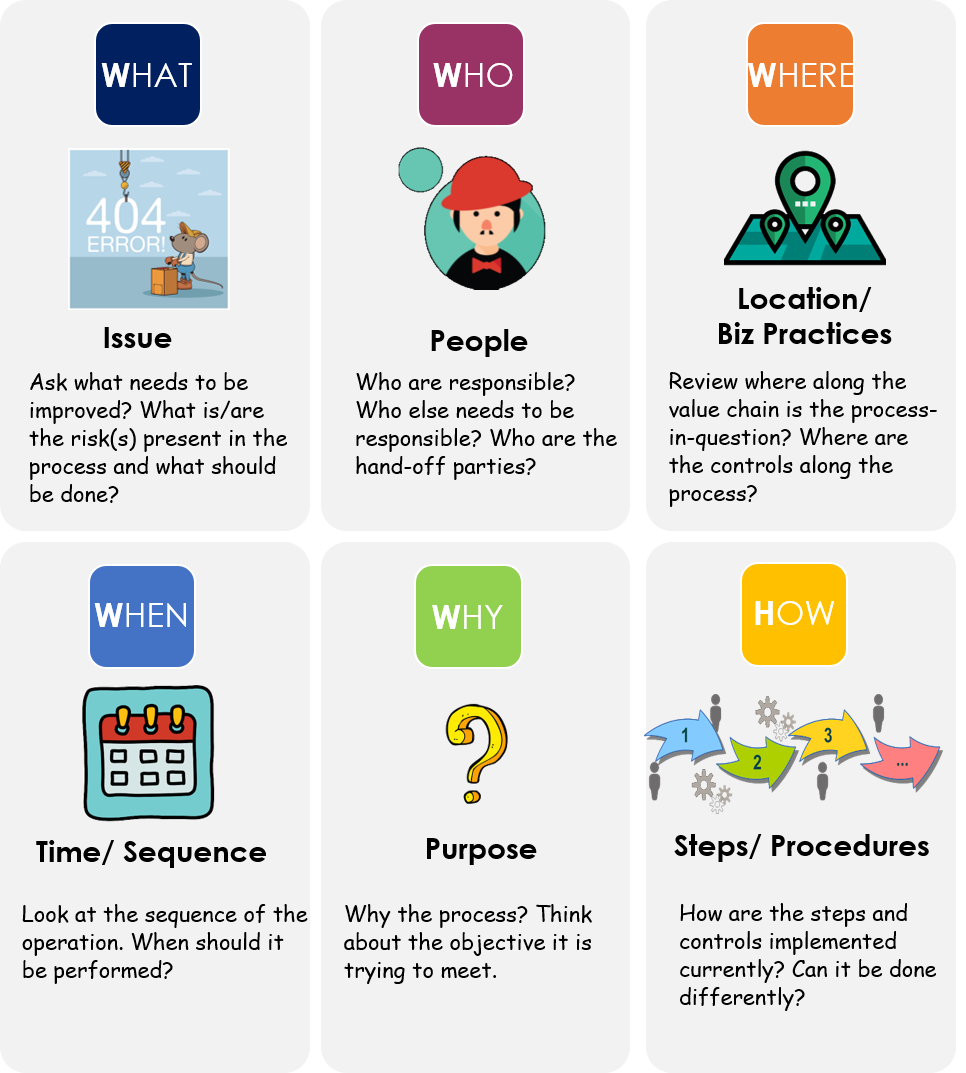 WHAT
404
ERROR!
Issue
Ask what needs to be
improved? What is/are
the risk(s) present in the
process and what should
be done?
WHO
People
Who are responsible?
Who else needs to be
responsible? Who are the
hand-off parties?
WHERE
Location/
Biz Practices
Review where along the
value chain is the process-
in-question? Where are
the controls along the
process?
WHEN
Time/ Sequence
Look at the sequence of the
operation. When should it
be performed?
WHY
Purpose
Why the process? Think
about the objective it is
trying to meet.
HOW
1
2
3
...
Steps/ Procedures
How are the steps and
controls implemented
currently? Can it be done
differently?